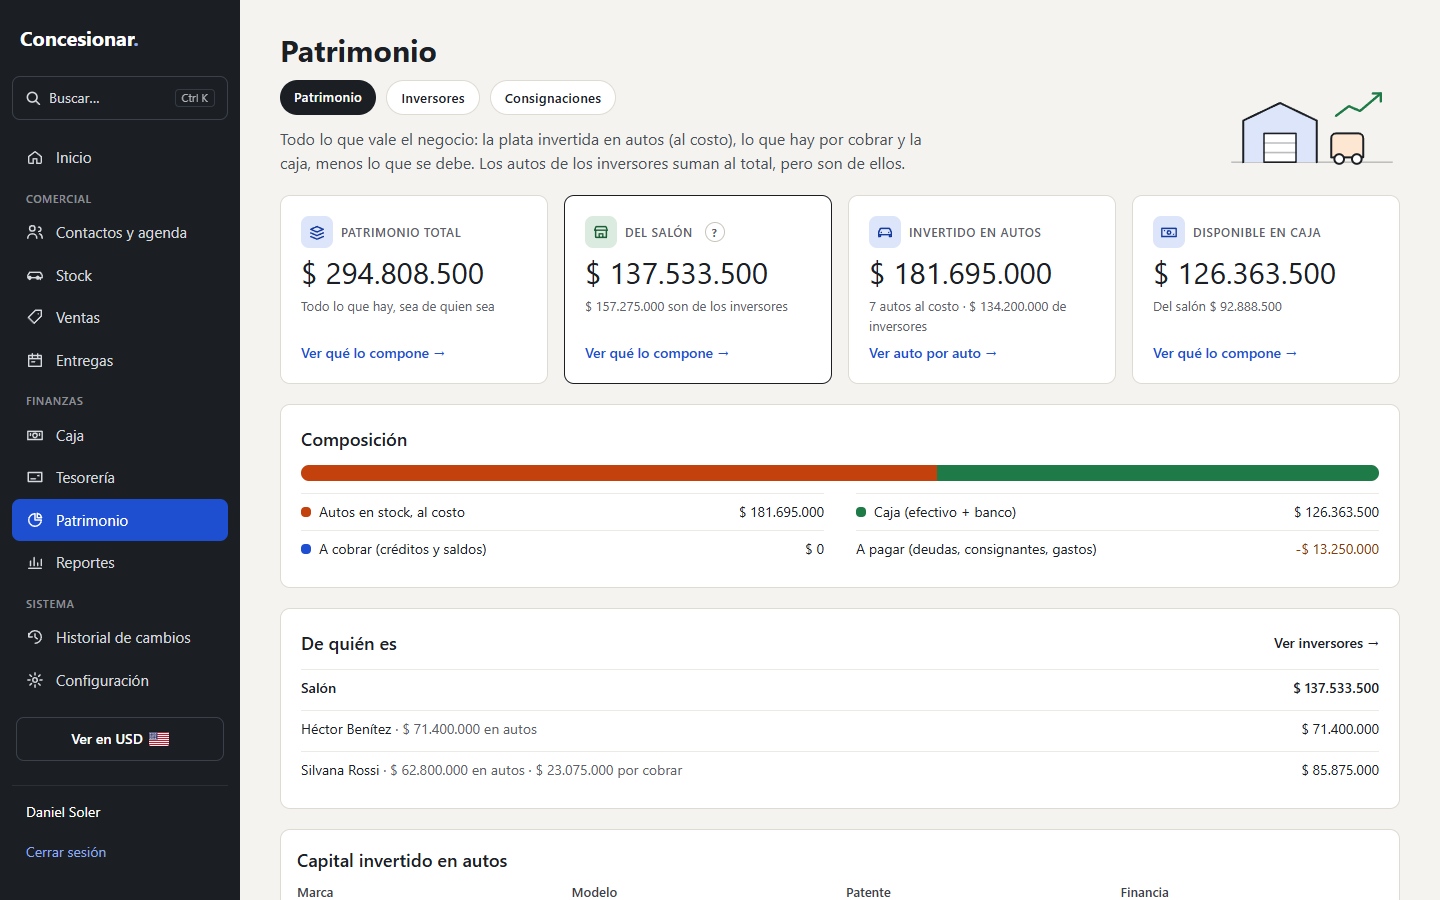 Concesionar.
Buscar...
Ctrl K
Inicio
COMERCIAL
Contactos y agenda
Stock
Ventas
Entregas
FINANZAS
Caja
Tesorería
Patrimonio
Reportes
SISTEMA
Historial de cambios
Configuración
Ver en USD
Daniel Soler
Cerrar sesión
Patrimonio
Patrimonio
Inversores
Consignaciones
Todo lo que vale el negocio: la plata invertida en autos (al costo), lo que hay por cobrar y la
caja, menos lo que se debe. Los autos de los inversores suman al total, pero son de ellos.
PATRIMONIO TOTAL
$ 294.808.500
Todo lo que hay, sea de quien sea
Ver qué lo compone →
DEL SALÓN ?
$ 137.533.500
$ 157.275.000 son de los inversores
Ver qué lo compone →
INVERTIDO EN AUTOS
$ 181.695.000
7 autos al costo · $ 134.200.000 de
inversores
Ver auto por auto →
DISPONIBLE EN CAJA
$ 126.363.500
Del salón $ 92.888.500
Ver qué lo compone →
Composición
Autos en stock, al costo $ 181.695.000
Caja (efectivo + banco) $ 126.363.500
A cobrar (créditos y saldos) $ 0
A pagar (deudas, consignantes, gastos) -$ 13.250.000
De quién es
Ver inversores →
Salón $ 137.533.500
Héctor Benítez · $ 71.400.000 en autos $ 71.400.000
Silvana Rossi · $ 62.800.000 en autos · $ 23.075.000 por cobrar $ 85.875.000
Capital invertido en autos
Marca Modelo Patente Financia